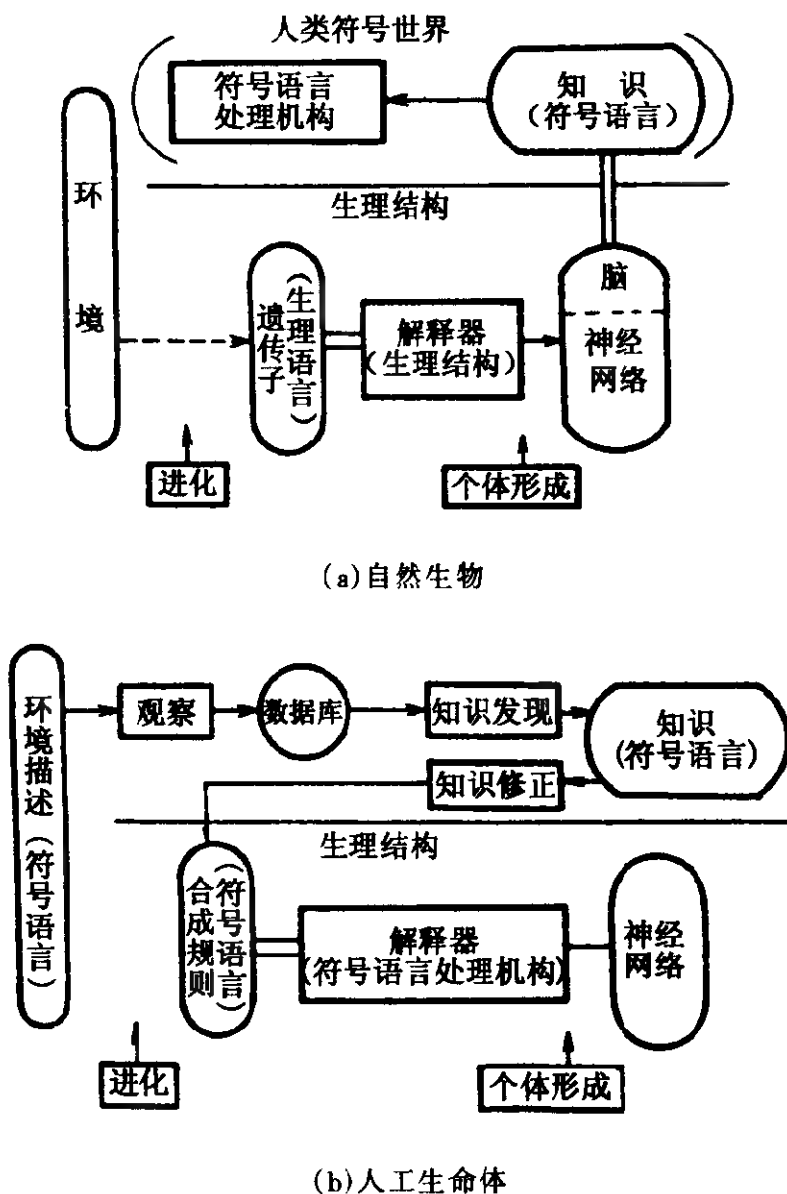 人类符号世界
符号语言
处理机构
知 识
（符号语言）
环
境
生理结构
遗传子
（生理语言）
解释器
（生理结构）
脑
神经
网络
进化
个体形成
(a)自然生物
环境描述（符号语言）
观察
数据库
知识发现
知识
(符号语言)
知识修正
生理结构
合成规则
（符号语言）
解释器
(符号语言处理机构)
神经
网络
进化
个体形成
(b)人工生命体